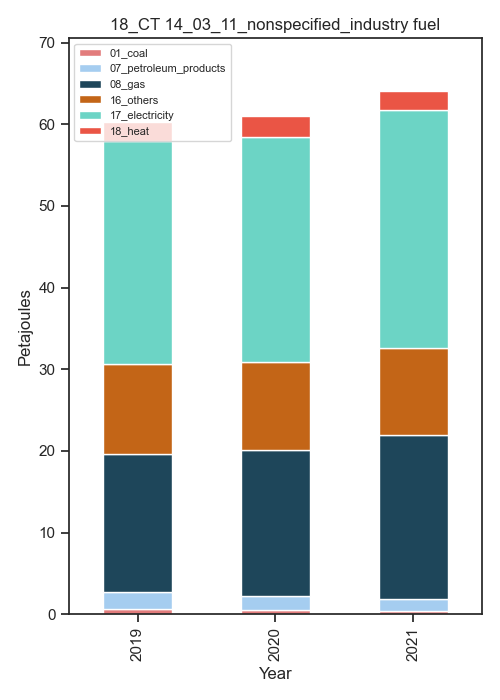 18_CT 14_03_11_nonspecified_industry fuel
01_coal
07_petroleum_products
08_gas
16_others
17_electricity
18_heat
70
60
50
40
30
20
10
0
Petajoules
2019
2020
2021
Year